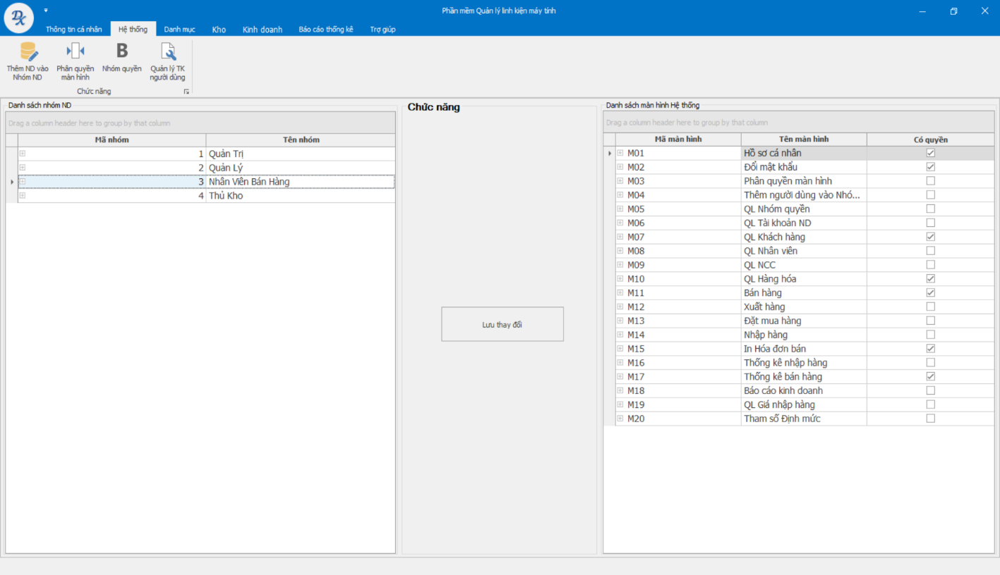 Phần mềm Quản lý linh kiện máy tính
Thông tin cá nhân Hệ thống Danh mục Kho Kinh doanh Báo cáo thống kê Trợ giúp
Thêm ND vào Nhóm ND
Phân quyền màn hình
B
Nhóm quyền
Quản lý TK người dùng
Chức năng
Danh sách nhóm ND
Drag a column header here to group by that column
Mã nhóm Tên nhóm
1 Quản Trị
2 Quản Lý
3 Nhân Viên Bán Hàng
4 Thủ Kho
Chức năng
Lưu thay đổi
Danh sách màn hình Hệ thống
Drag a column header here to group by that column
Mã màn hình Tên màn hình Có quyền
M01 Hồ sơ cá nhân
M02 Đổi mật khẩu
M03 Phân quyền màn hình
M04 Thêm người dùng vào Nhó...
M05 QL Nhóm quyền
M06 QL Tài khoản ND
M07 QL Khách hàng
M08 QL Nhân viên
M09 QL NCC
M10 QL Hàng hóa
M11 Bán hàng
M12 Xuất hàng
M13 Đặt mua hàng
M14 Nhập hàng
M15 In Hóa đơn bán
M16 Thống kê nhập hàng
M17 Thống kê bán hàng
M18 Báo cáo kinh doanh
M19 QL Giá nhập hàng
M20 Tham số Định mức